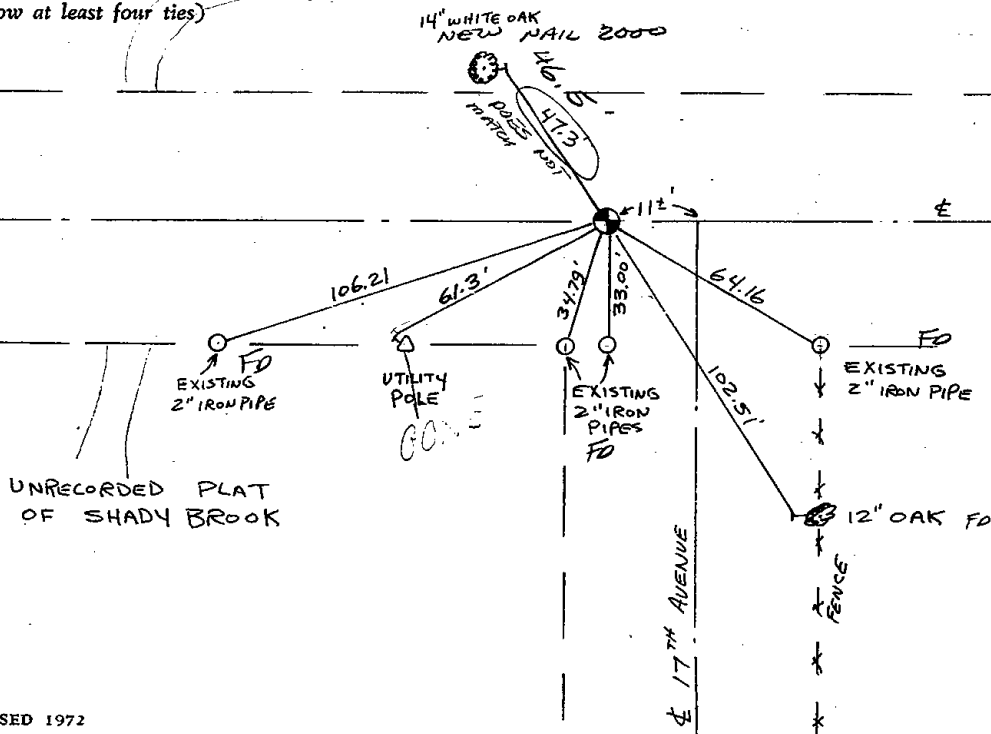 ow at least four ties)
14" WHITE OAK
NEW NAIL 2000
46.5
47.3'
DOES NOT
MATCH
11±'
℄
106.21
61.3'
34.79'
33.00'
64.16
102.51'
FD
EXISTING
2" IRON PIPE
UTILITY
POLE
GONE
EXISTING
2" IRON
PIPES
FD
FD
EXISTING
2" IRON PIPE
UNRECORDED PLAT
OF SHADY BROOK
12" OAK FD
FENCE
℄ 17TH AVENUE
SED 1972